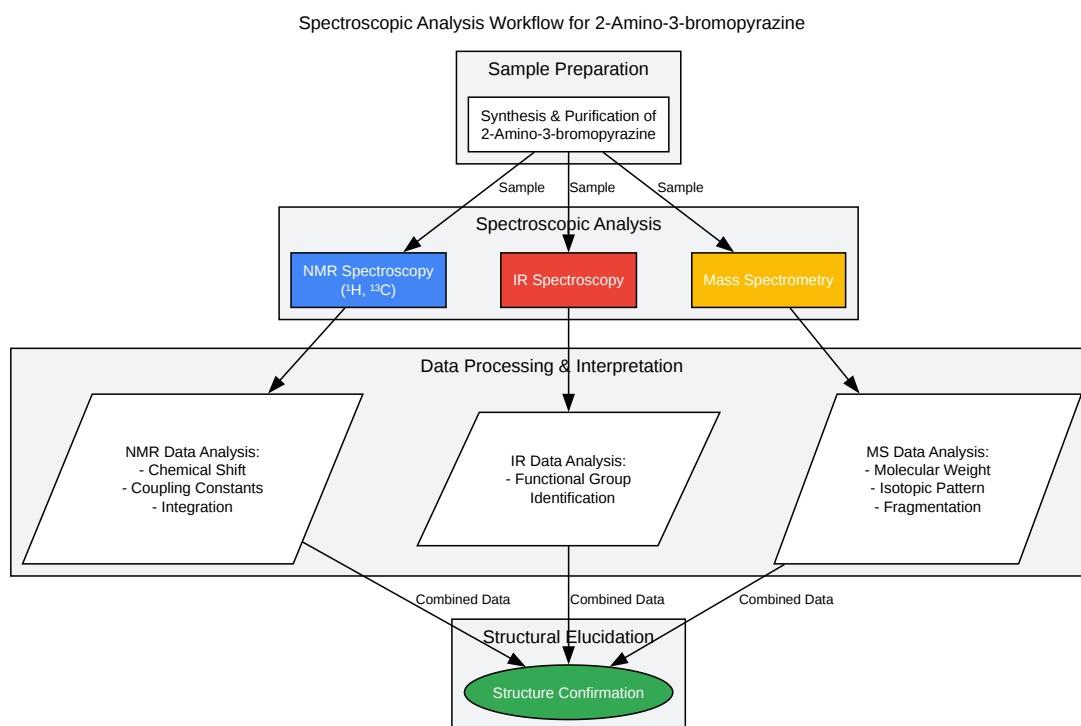 Spectroscopic Analysis Workflow for 2-Amino-3-bromopyrazine
Sample Preparation
Synthesis & Purification of
2-Amino-3-bromopyrazine
Sample
Sample
Sample
Spectroscopic Analysis
NMR Spectroscopy
(¹H, ¹³C)
IR Spectroscopy
Mass Spectrometry
Data Processing & Interpretation
NMR Data Analysis:
- Chemical Shift
- Coupling Constants
- Integration
IR Data Analysis:
- Functional Group
Identification
MS Data Analysis:
- Molecular Weight
- Isotopic Pattern
- Fragmentation
Combined Data
Combined Data
Combined Data
Structural Elucidation
Structure Confirmation